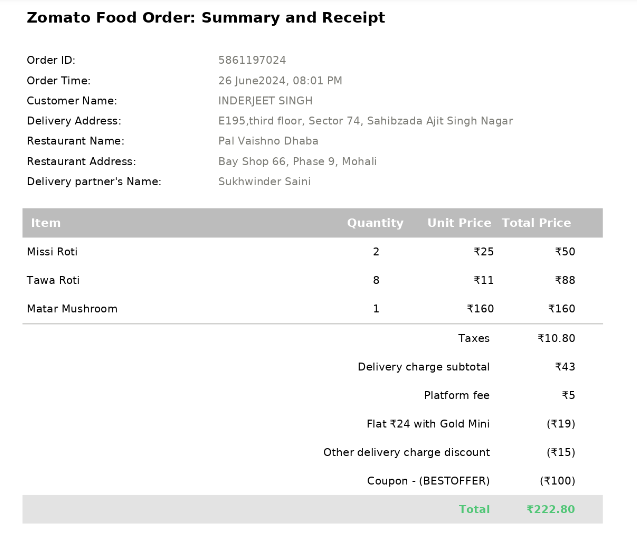 Zomato Food Order: Summary and Receipt
Order ID: 5861197024
Order Time: 26 June2024, 08:01 PM
Customer Name: INDERJEET SINGH
Delivery Address: E195,third floor, Sector 74, Sahibzada Ajit Singh Nagar
Restaurant Name: Pal Vaishno Dhaba
Restaurant Address: Bay Shop 66, Phase 9, Mohali
Delivery partner's Name: Sukhwinder Saini
Item Quantity Unit Price Total Price
Missi Roti 2 ₹25 ₹50
Tawa Roti 8 ₹11 ₹88
Matar Mushroom 1 ₹160 ₹160
Taxes ₹10.80
Delivery charge subtotal ₹43
Platform fee ₹5
Flat ₹24 with Gold Mini (₹19)
Other delivery charge discount (₹15)
Coupon - (BESTOFFER) (₹100)
Total ₹222.80